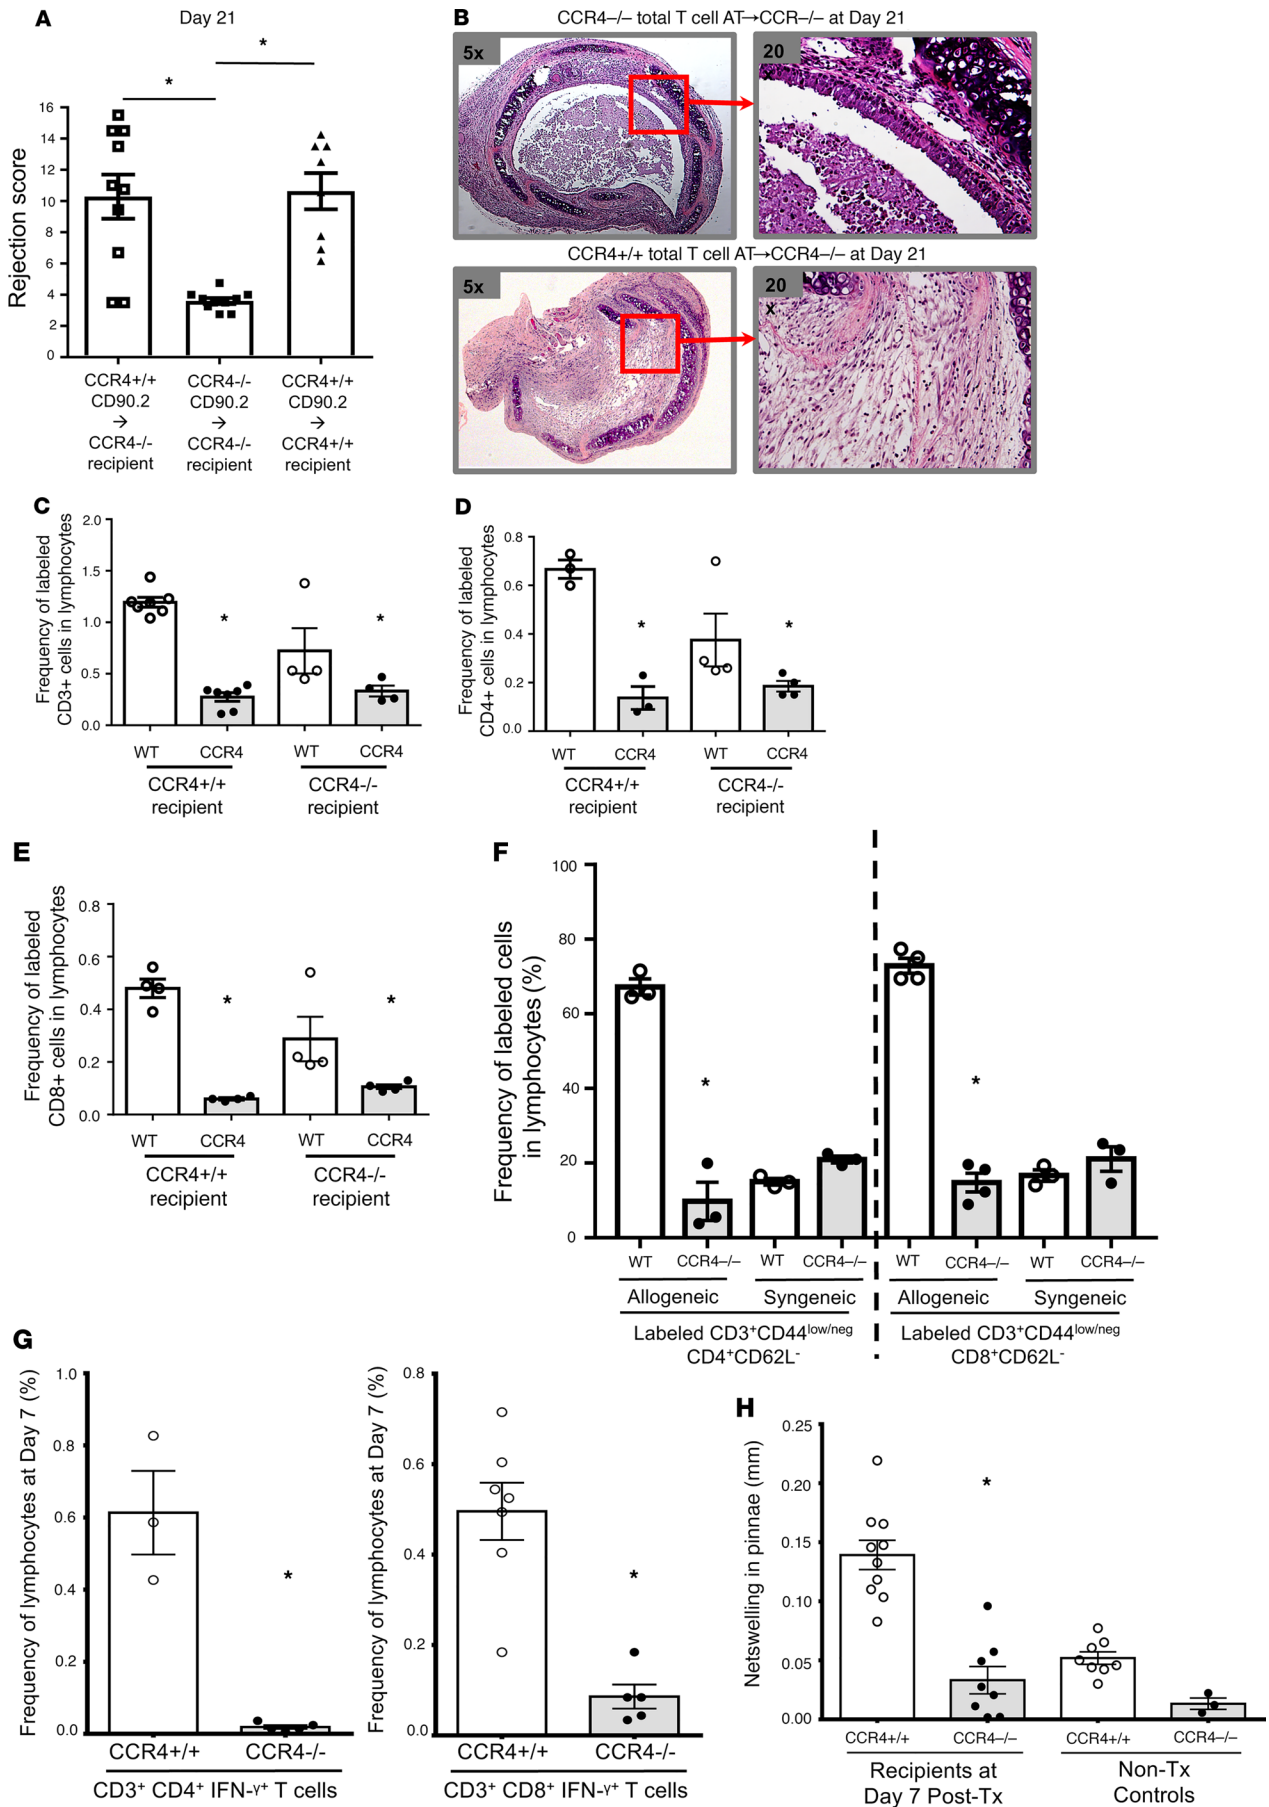 A
Day 21
*
*
Rejection score
16
14
12
10
8
6
4
2
0
CCR4+/+
CD90.2
→
CCR4-/-
recipient
CCR4-/-
CD90.2
→
CCR4-/-
recipient
CCR4+/+
CD90.2
→
CCR4+/+
recipient
B
CCR4–/– total T cell AT→CCR–/– at Day 21
5x
20
CCR4+/+ total T cell AT→CCR4–/– at Day 21
5x
20
x
C
Frequency of labeled
CD3+ cells in lymphocytes
2.0
1.5
1.0
0.5
0.0
*
*
WT
CCR4
WT
CCR4
CCR4+/+
recipient
CCR4-/-
recipient
D
Frequency of labeled
CD4+ cells in lymphocytes
0.8
0.6
0.4
0.2
0.0
*
*
WT
CCR4
WT
CCR4
CCR4+/+
recipient
CCR4-/-
recipient
E
Frequency of labeled
CD8+ cells in lymphocytes
0.8
0.6
0.4
0.2
0.0
*
*
WT
CCR4
WT
CCR4
CCR4+/+
recipient
CCR4-/-
recipient
F
Frequency of labeled cells
in lymphocytes (%)
100
80
60
40
20
0
*
*
WT
CCR4–/–
WT
CCR4–/–
WT
CCR4–/–
WT
CCR4–/–
Allogeneic
Syngeneic
Allogeneic
Syngeneic
Labeled CD3⁺CD44ˡᵒʷ/ⁿᵉᵍ
CD4⁺CD62L⁻
Labeled CD3⁺CD44ˡᵒʷ/ⁿᵉᵍ
CD8⁺CD62L⁻
G
Frequency of lymphocytes at Day 7 (%)
1.0
0.8
0.6
0.4
0.2
0.0
*
CCR4+/+
CCR4-/-
CD3⁺ CD4⁺ IFN-ᵞ⁺ T cells
Frequency of lymphocytes at Day 7 (%)
0.8
0.6
0.4
0.2
0.0
*
CCR4+/+
CCR4-/-
CD3⁺ CD8⁺ IFN-ᵞ⁺ T cells
H
Netswelling in pinnae (mm)
0.25
0.20
0.15
0.10
0.05
0.00
*
CCR4+/+
CCR4–/–
CCR4+/+
CCR4–/–
Recipients at
Day 7 Post-Tx
Non-Tx
Controls